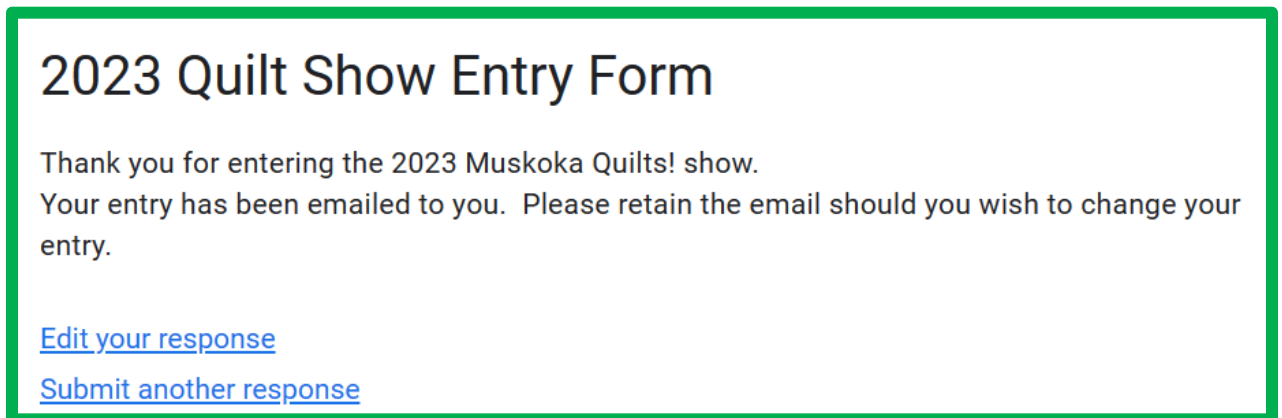 2023 Quilt Show Entry Form
Thank you for entering the 2023 Muskoka Quilts! show.
Your entry has been emailed to you.  Please retain the email should you wish to change your
entry.
Edit your response
Submit another response